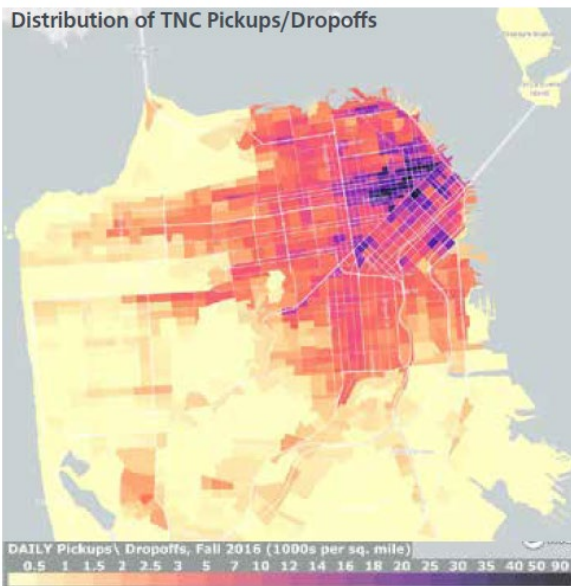 Distribution of TNC Pickups/Dropoffs
DAILY Pickups\ Dropoffs, Fall 2016 (1000s per sq. mile)
0.5 1 1.5 2 2.5 3 5 7 10 12 14 16 18 20 25 30 35 40 50 90